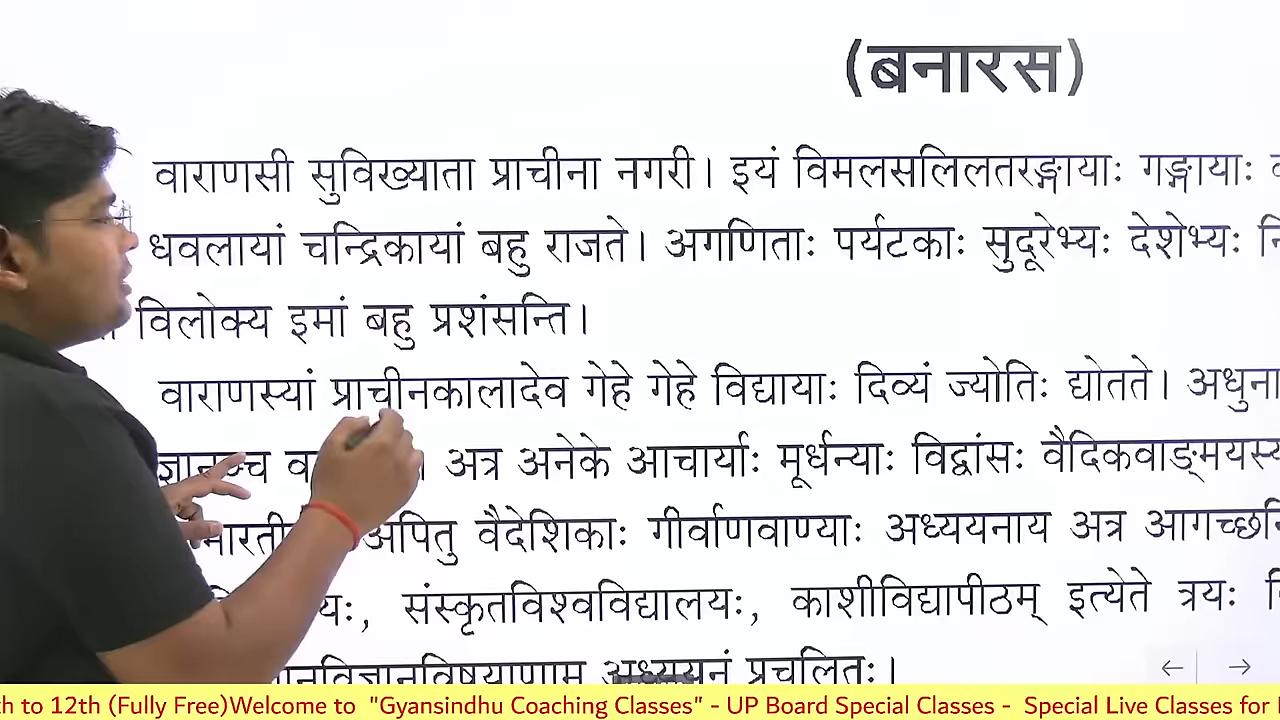 (बनारस)
वाराणसी सुविख्याता प्राचीना नगरी। इयं विमलसलिलतरङ्गायाः गङ्गायाः
धवलायां चन्द्रिकायां बहु राजते। अगणिताः पर्यटकाः सुदूरेभ्यः देशेभ्यः
विलोक्य इमां बहु प्रशंसन्ति।
वाराणस्यां प्राचीनकालादेव गेहे गेहे विद्यायाः दिव्यं ज्योतिः द्योतते। अधुना
अत्र अनेके आचार्याः मूर्धन्याः विद्वांसः वैदिकवाङ्मयस्य
अपितु वैदेशिकाः गीर्वाणवाण्याः अध्ययनाय अत्र
संस्कृतविश्वविद्यालयः, काशीविद्यापीठम् इत्येते त्रयः
अध्ययनं प्रचलितः।
th to 12th (Fully Free)Welcome to "Gyansindhu Coaching Classes" - UP Board Special Classes - Special Live Classes for